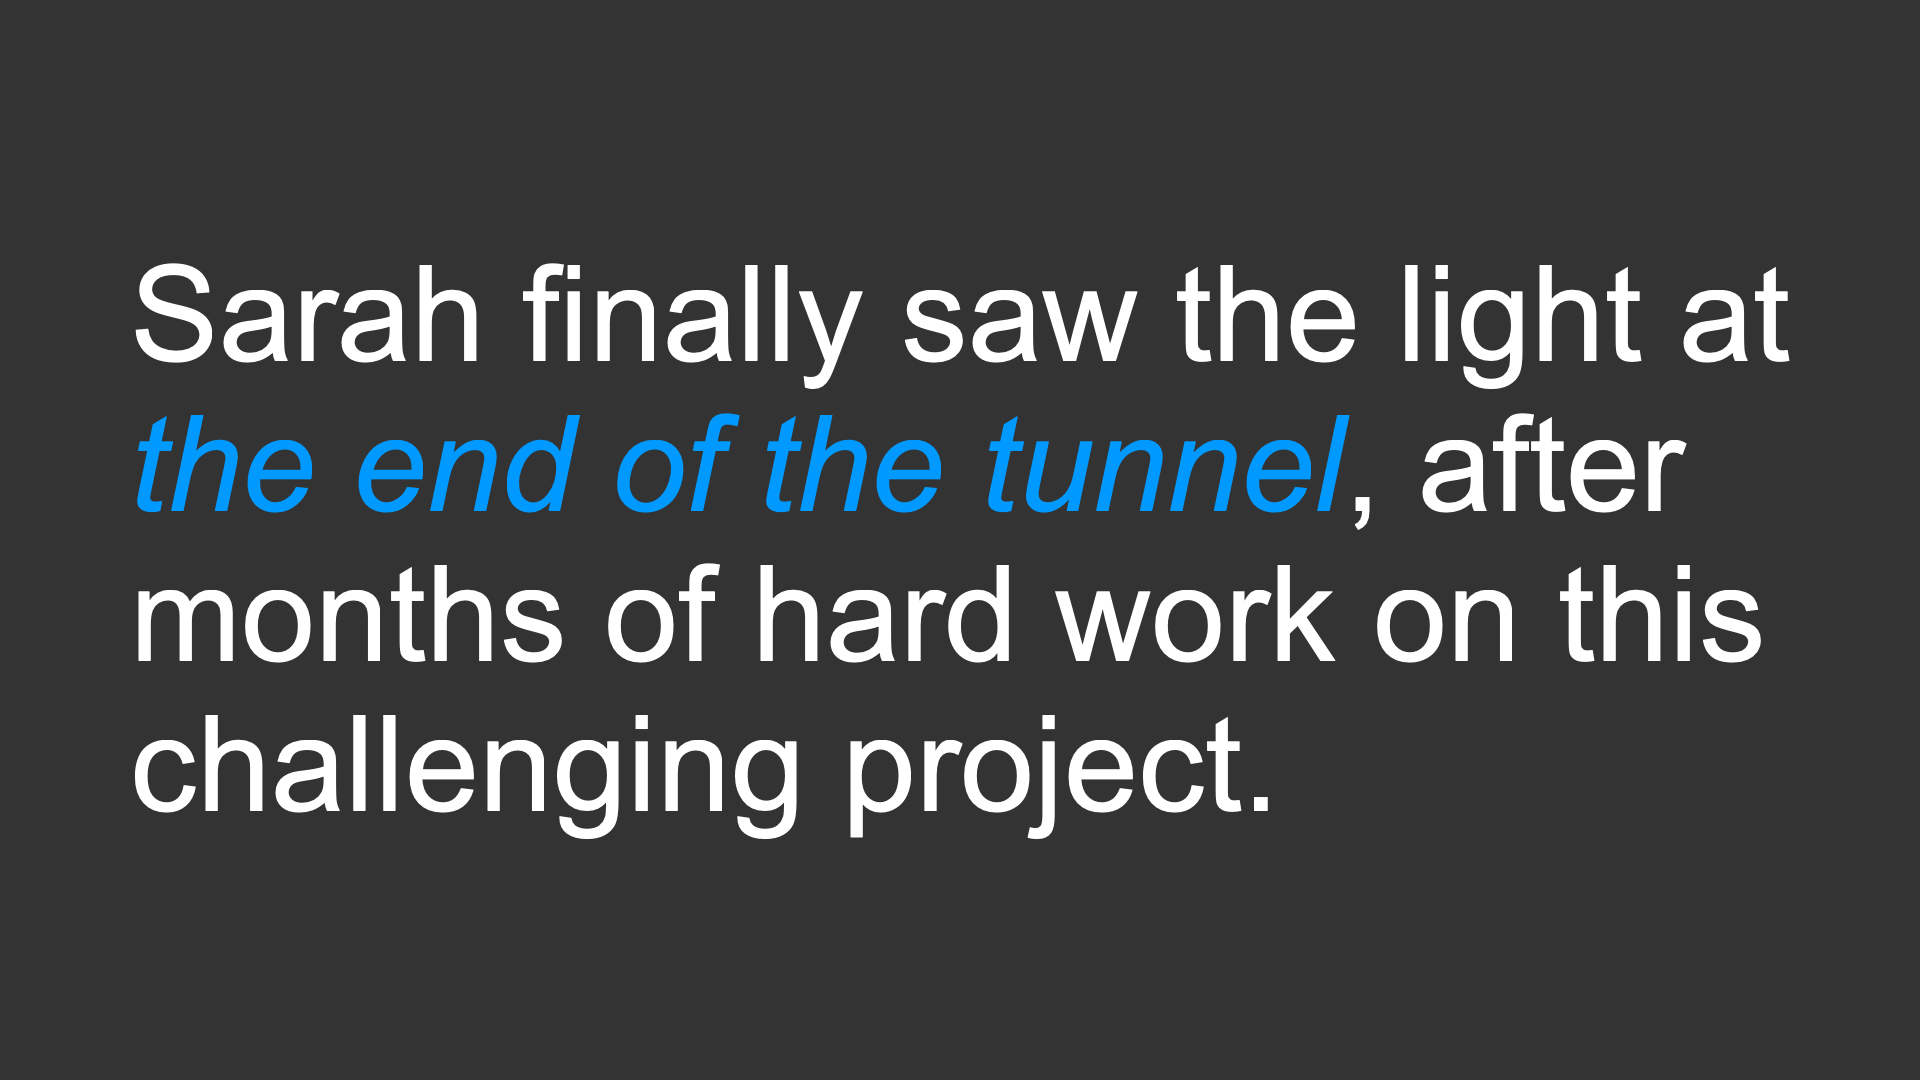 Sarah finally saw the light at
the end of the tunnel, after
months of hard work on this
challenging project.